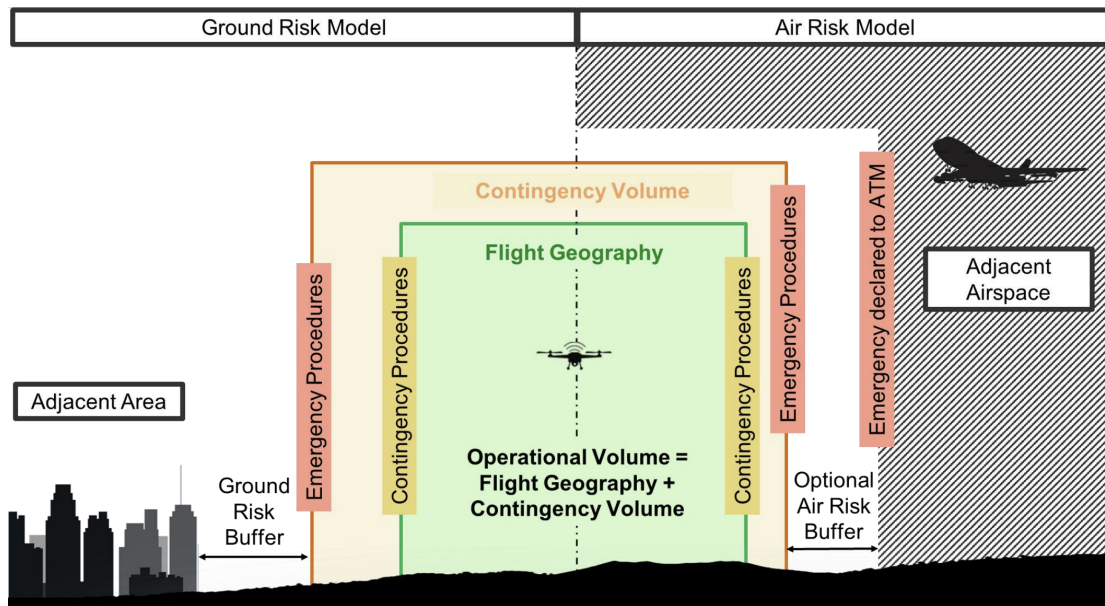 Ground Risk Model
Air Risk Model
Contingency Volume
Flight Geography
Emergency Procedures
Contingency Procedures
Contingency Procedures
Emergency Procedures
Emergency declared to ATM
Adjacent
Airspace
Adjacent Area
Operational Volume =
Flight Geography +
Contingency Volume
Ground
Risk
Buffer
Optional
Air Risk
Buffer